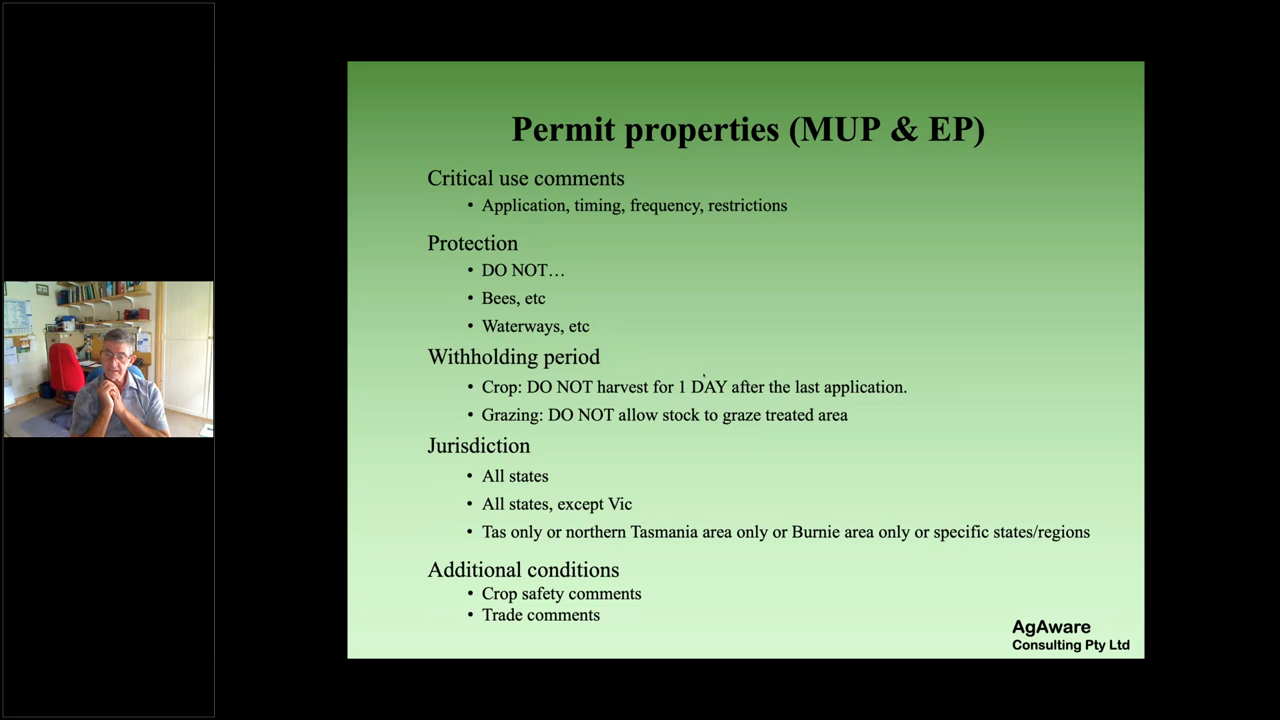 Permit properties (MUP & EP)
Critical use comments
• Application, timing, frequency, restrictions
Protection
• DO NOT…
• Bees, etc
• Waterways, etc
Withholding period
• Crop: DO NOT harvest for 1 DAY after the last application.
• Grazing: DO NOT allow stock to graze treated area
Jurisdiction
• All states
• All states, except Vic
• Tas only or northern Tasmania area only or Burnie area only or specific states/regions
Additional conditions
• Crop safety comments
• Trade comments
AgAware
Consulting Pty Ltd